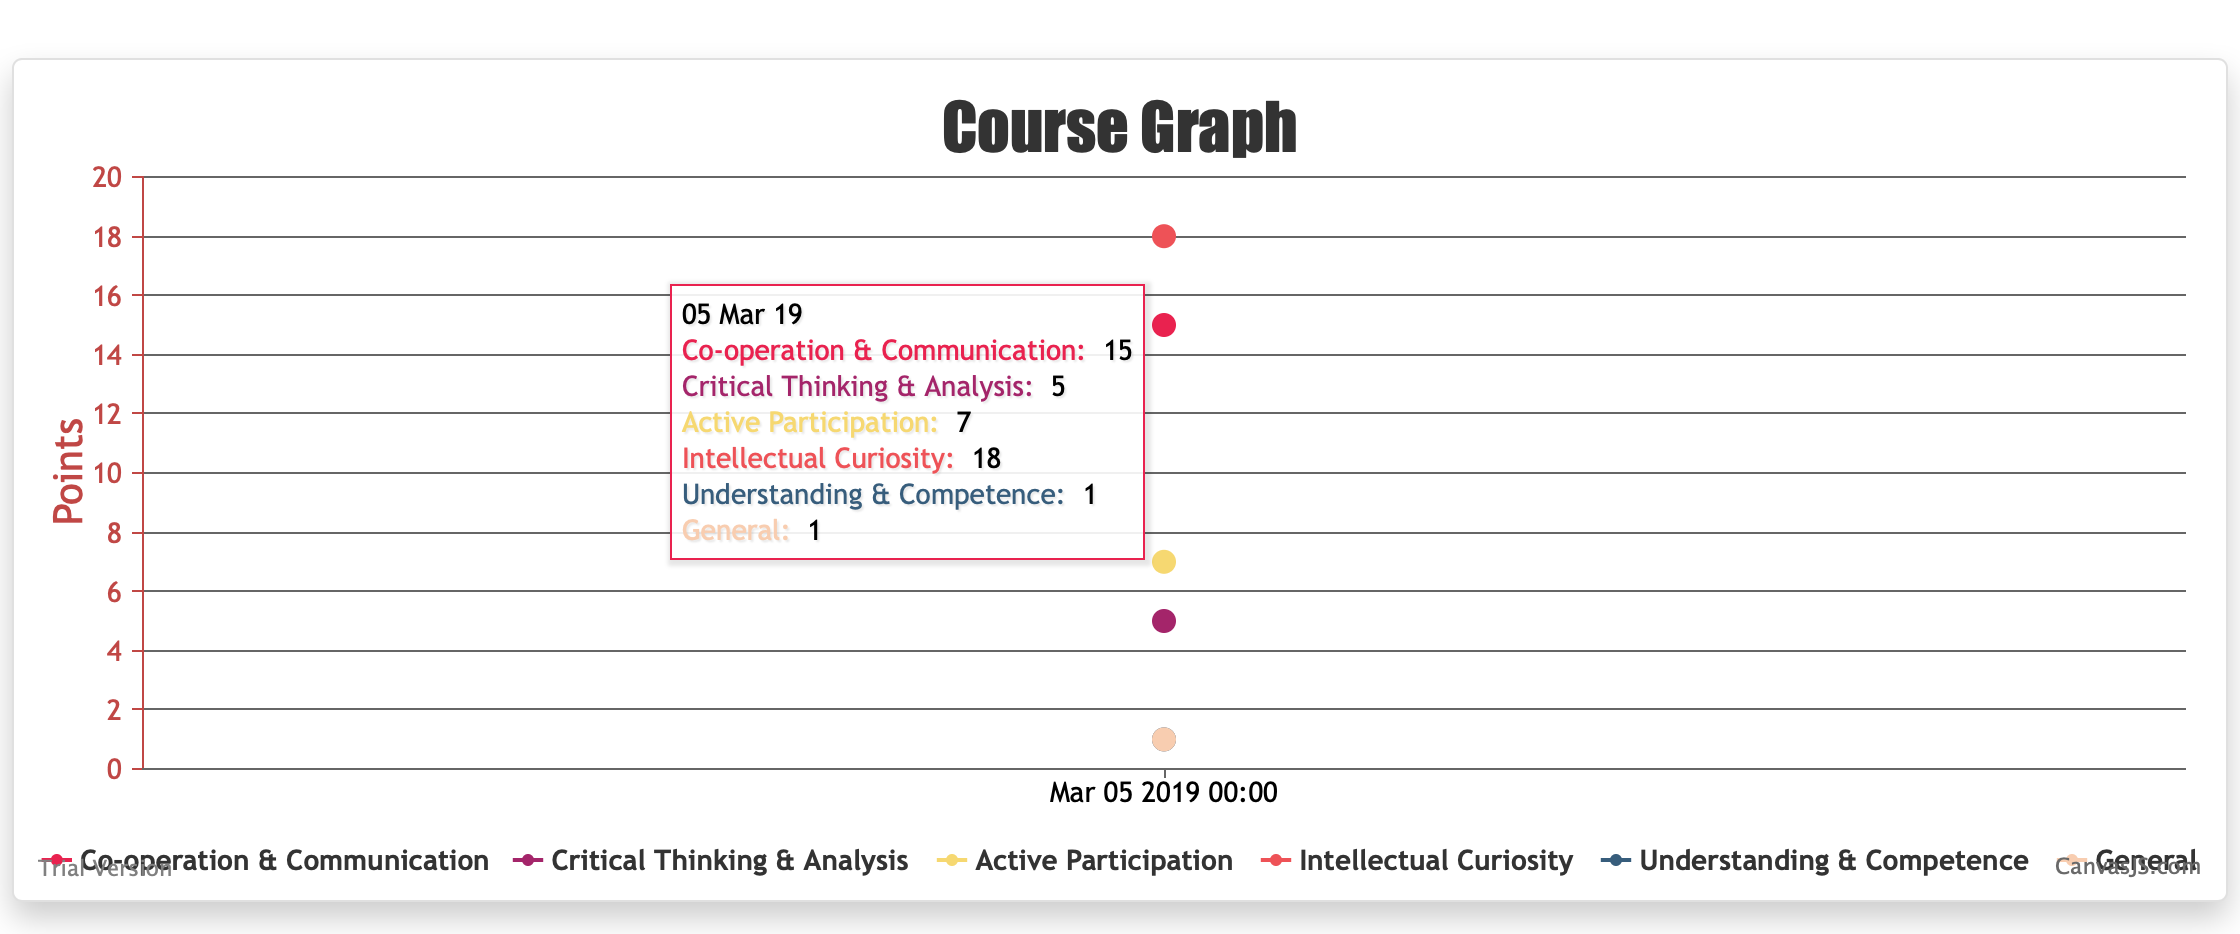 Course Graph
20
18
16
14
12
10
8
6
4
2
0
Points
05 Mar 19
Co-operation & Communication: 15
Critical Thinking & Analysis: 5
Active Participation: 7
Intellectual Curiosity: 18
Understanding & Competence: 1
General: 1
Mar 05 2019 00:00
Co-operation & Communication Critical Thinking & Analysis Active Participation Intellectual Curiosity Understanding & Competence General
Trial Version CanvasJS.com